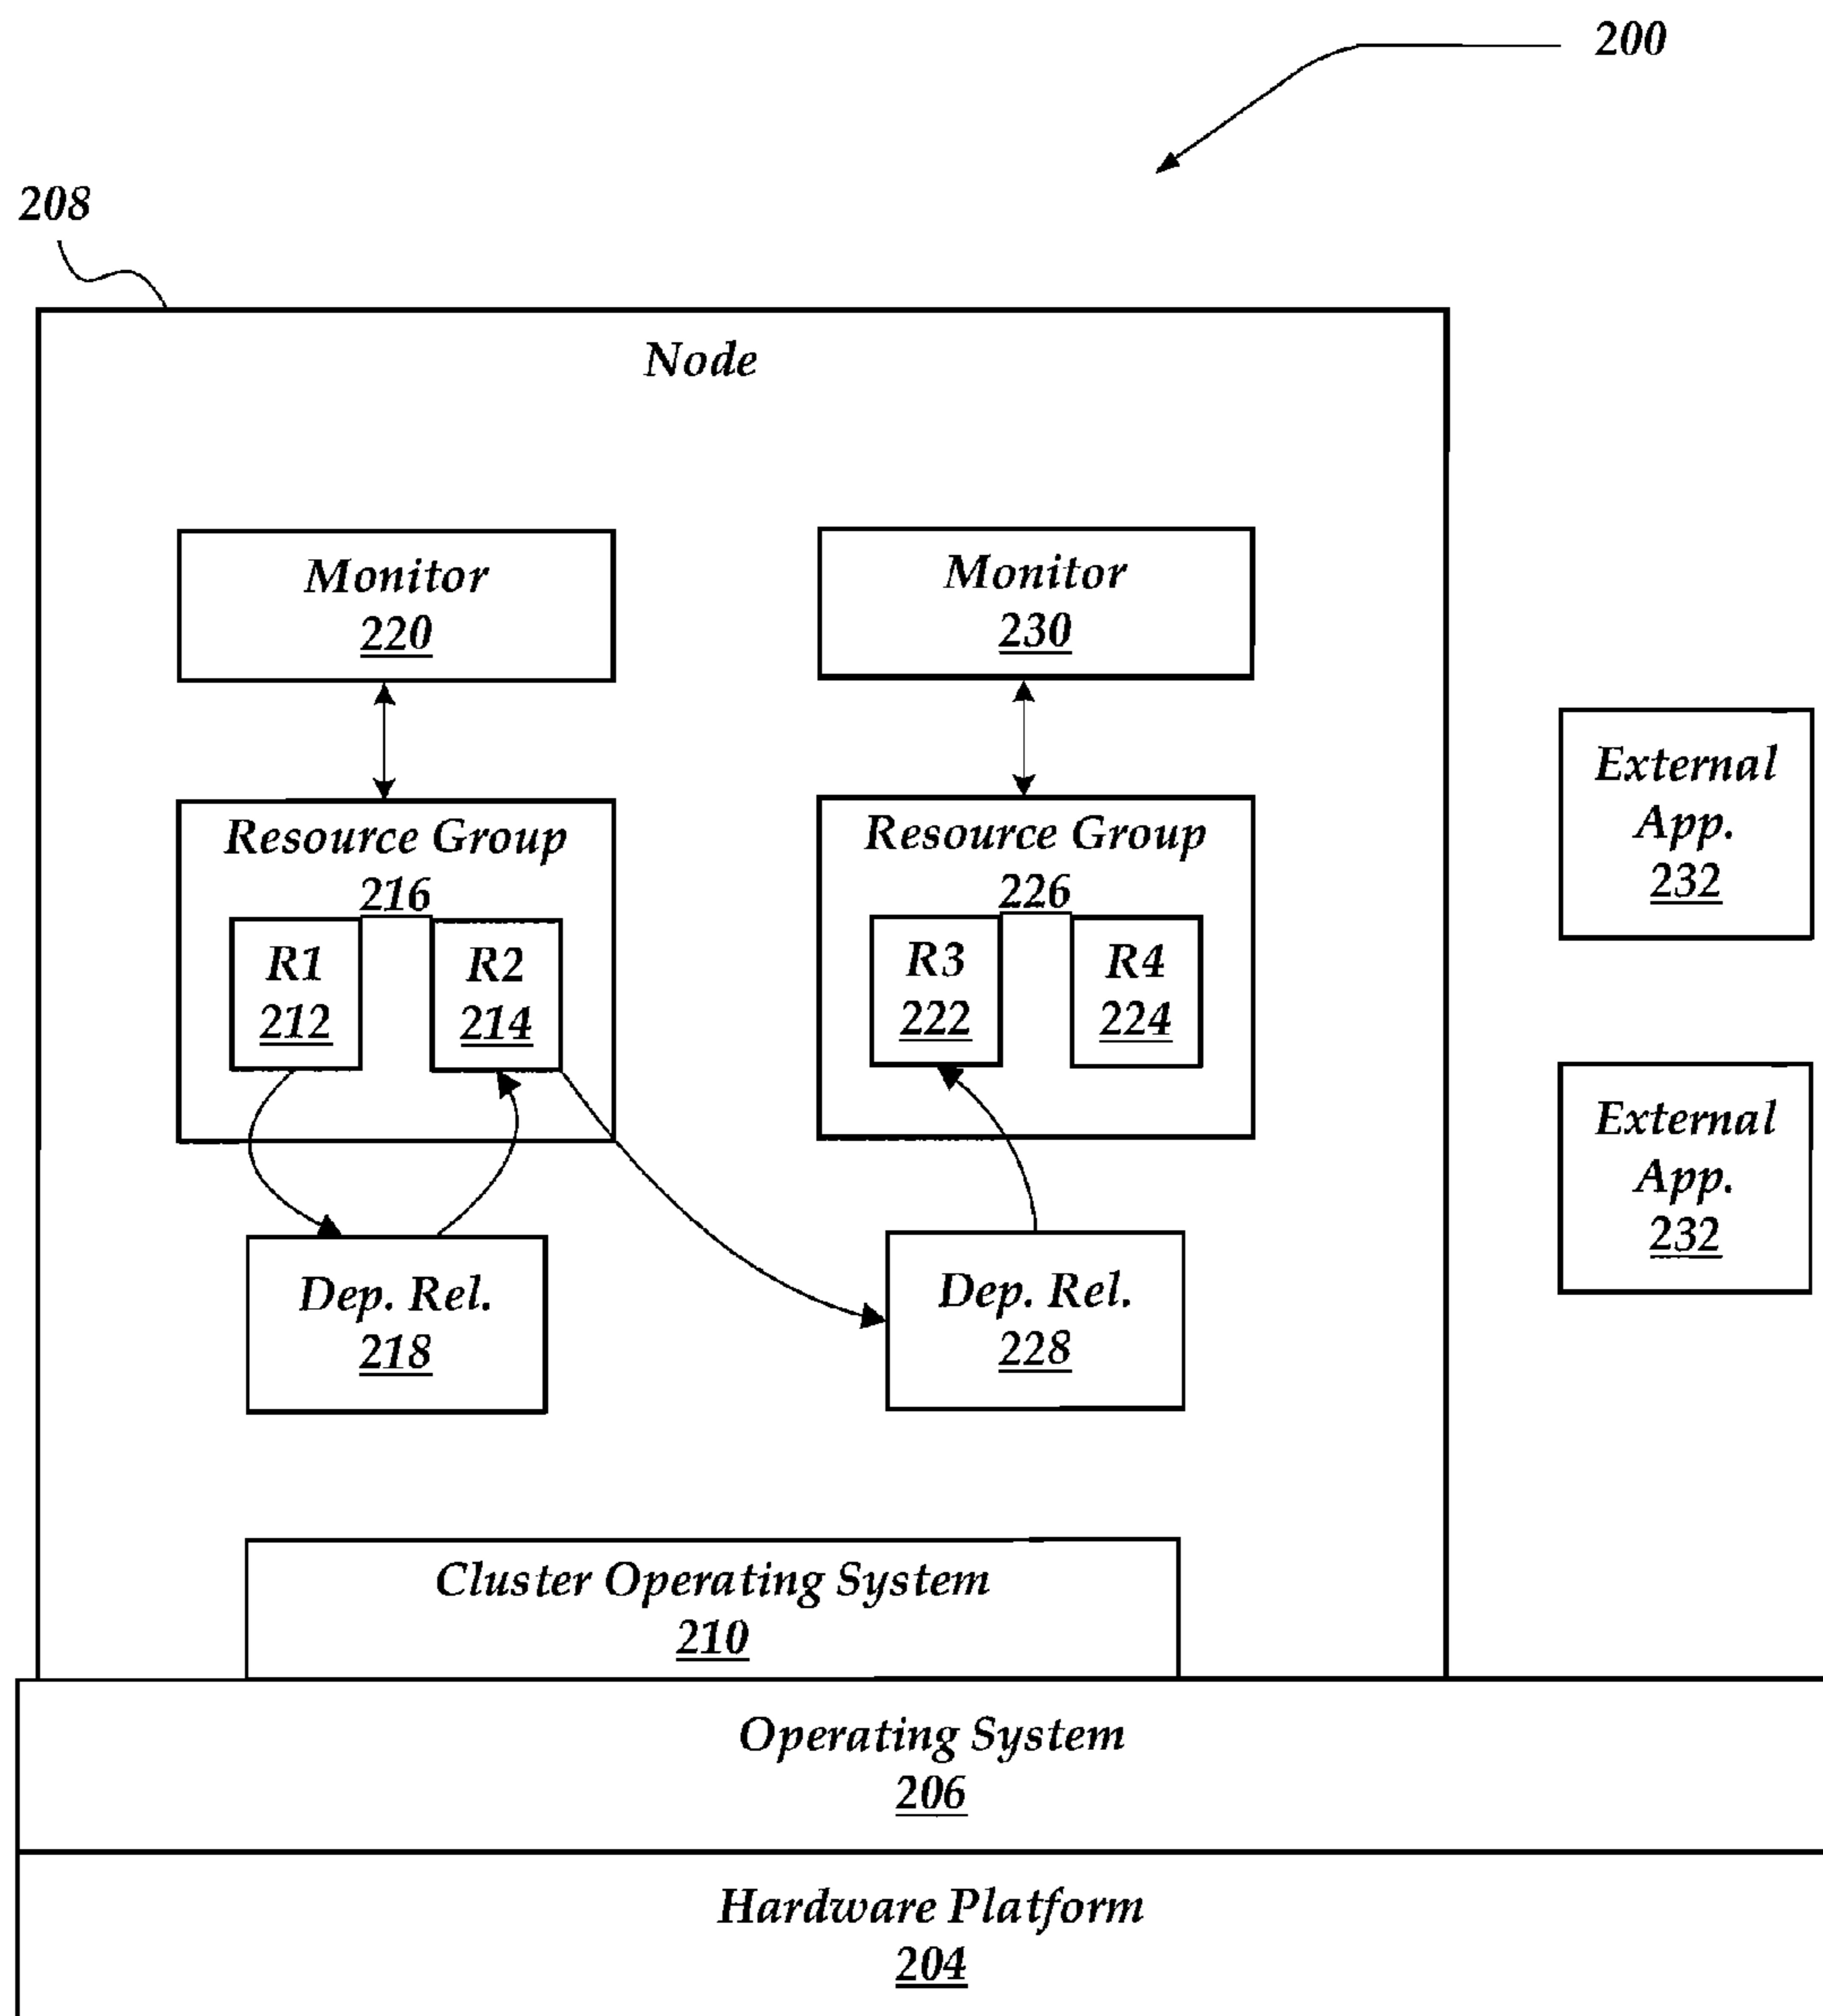 200
208
Node
Monitor
220
Monitor
230
Resource Group
216
R1
212
R2
214
Resource Group
226
R3
222
R4
224
External
App.
232
External
App.
232
Dep. Rel.
218
Dep. Rel.
228
Cluster Operating System
210
Operating System
206
Hardware Platform
204